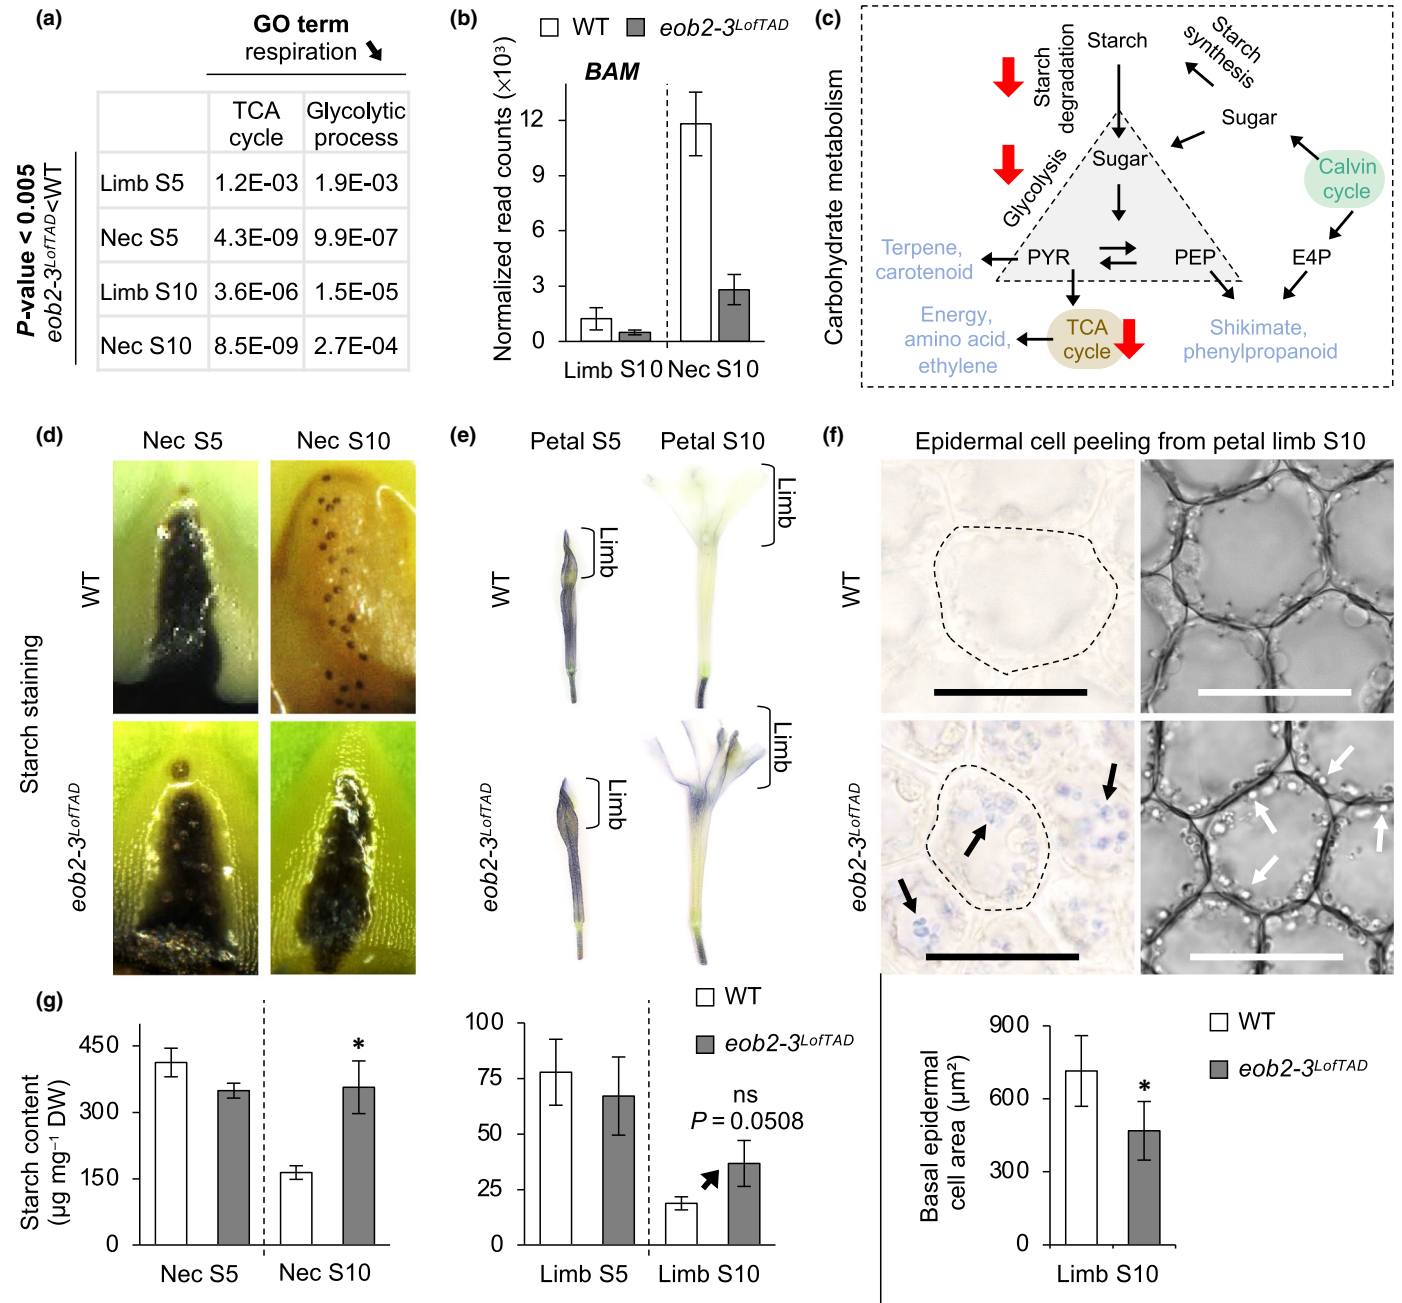 (a)
GO term
respiration ➘
TCA cycle
Glycolytic process
P-value < 0.005
eob2-3LofTAD<WT
Limb S5 1.2E-03 1.9E-03
Nec S5 4.3E-09 9.9E-07
Limb S10 3.6E-06 1.5E-05
Nec S10 8.5E-09 2.7E-04
(b)
WT eob2-3LofTAD
BAM
Normalized read counts (×10³)
12
9
6
3
0
Limb S10 Nec S10
(c)
Carbohydrate metabolism
Starch
Starch synthesis
Starch degradation
Sugar
Sugar
Glycolysis
Calvin cycle
Terpene, carotenoid
PYR
PEP
E4P
Energy, amino acid, ethylene
TCA cycle
Shikimate, phenylpropanoid
(d)
Nec S5 Nec S10
Starch staining
WT
eob2-3LofTAD
(e)
Petal S5 Petal S10
Limb
Limb
WT
Limb
Limb
eob2-3LofTAD
(f)
Epidermal cell peeling from petal limb S10
WT
eob2-3LofTAD
(g)
Starch content
(µg mg⁻¹ DW)
450
300
150
0
*
Nec S5 Nec S10
WT
eob2-3LofTAD
100
75
50
25
0
ns
P = 0.0508
Limb S5 Limb S10
WT
eob2-3LofTAD
Basal epidermal
cell area (µm²)
900
600
300
0
*
Limb S10